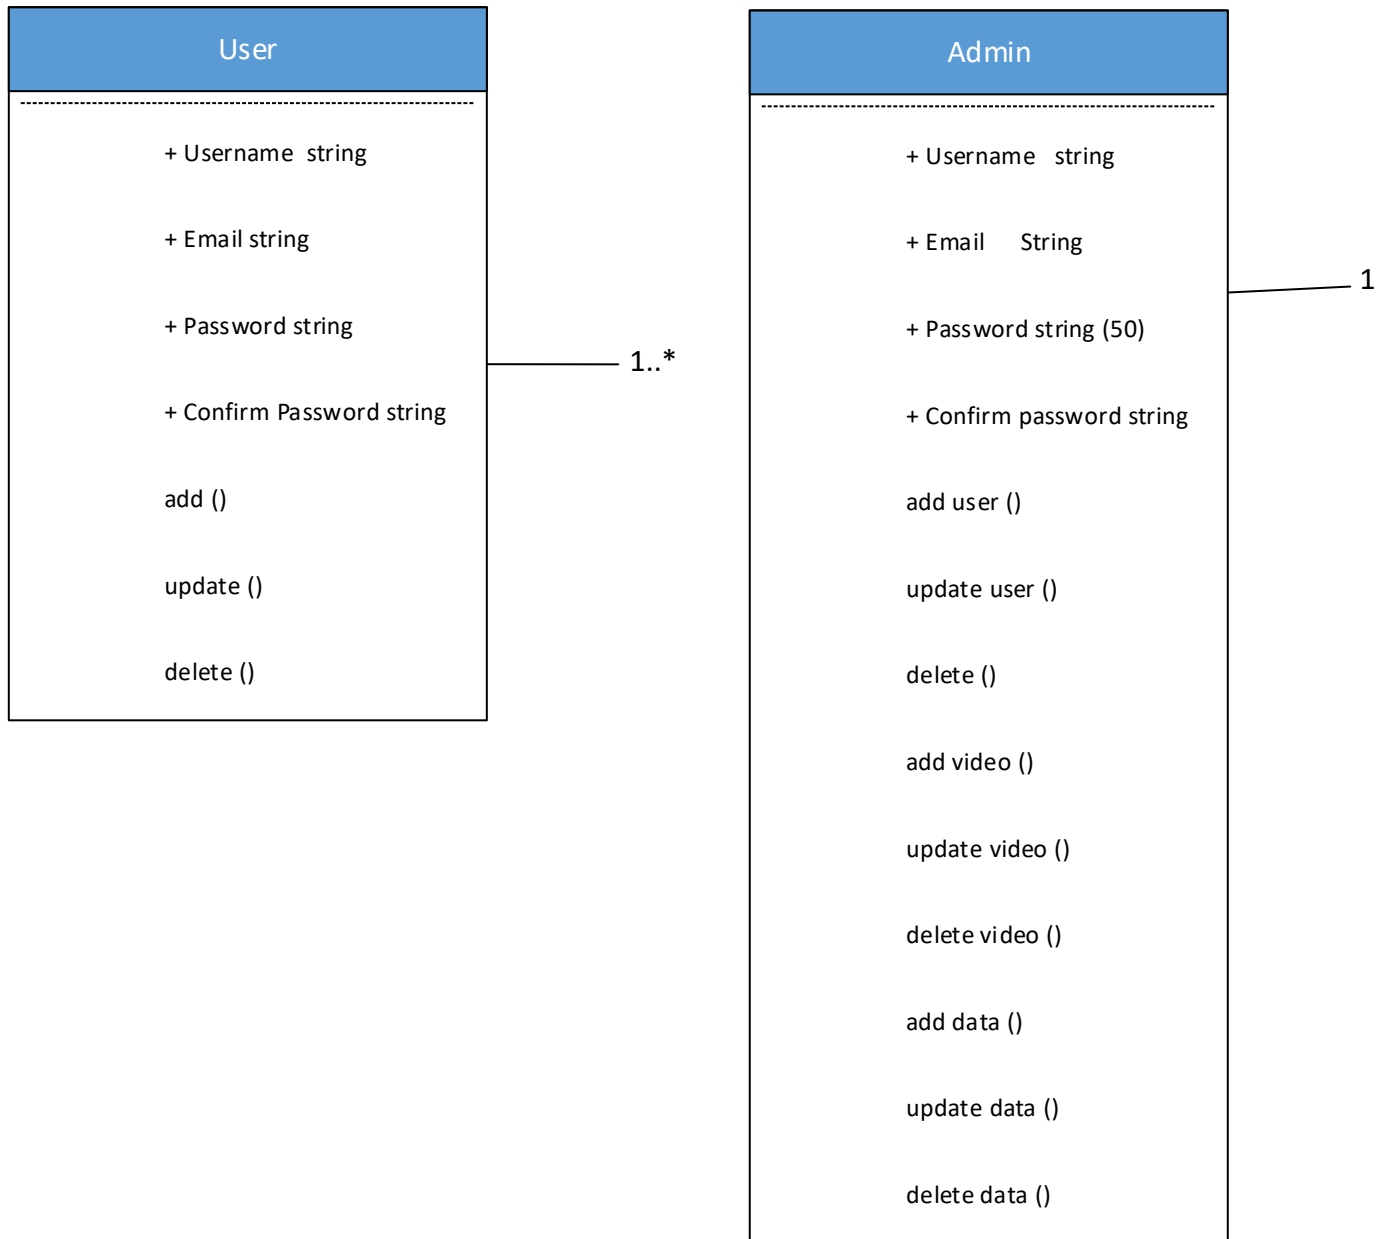 User
+ Username string
+ Email string
+ Password string
+ Confirm Password string
add ()
update ()
delete ()
1..*
Admin
+ Username string
+ Email String
+ Password string (50)
+ Confirm password string
add user ()
update user ()
delete ()
add video ()
update video ()
delete video ()
add data ()
update data ()
delete data ()
1